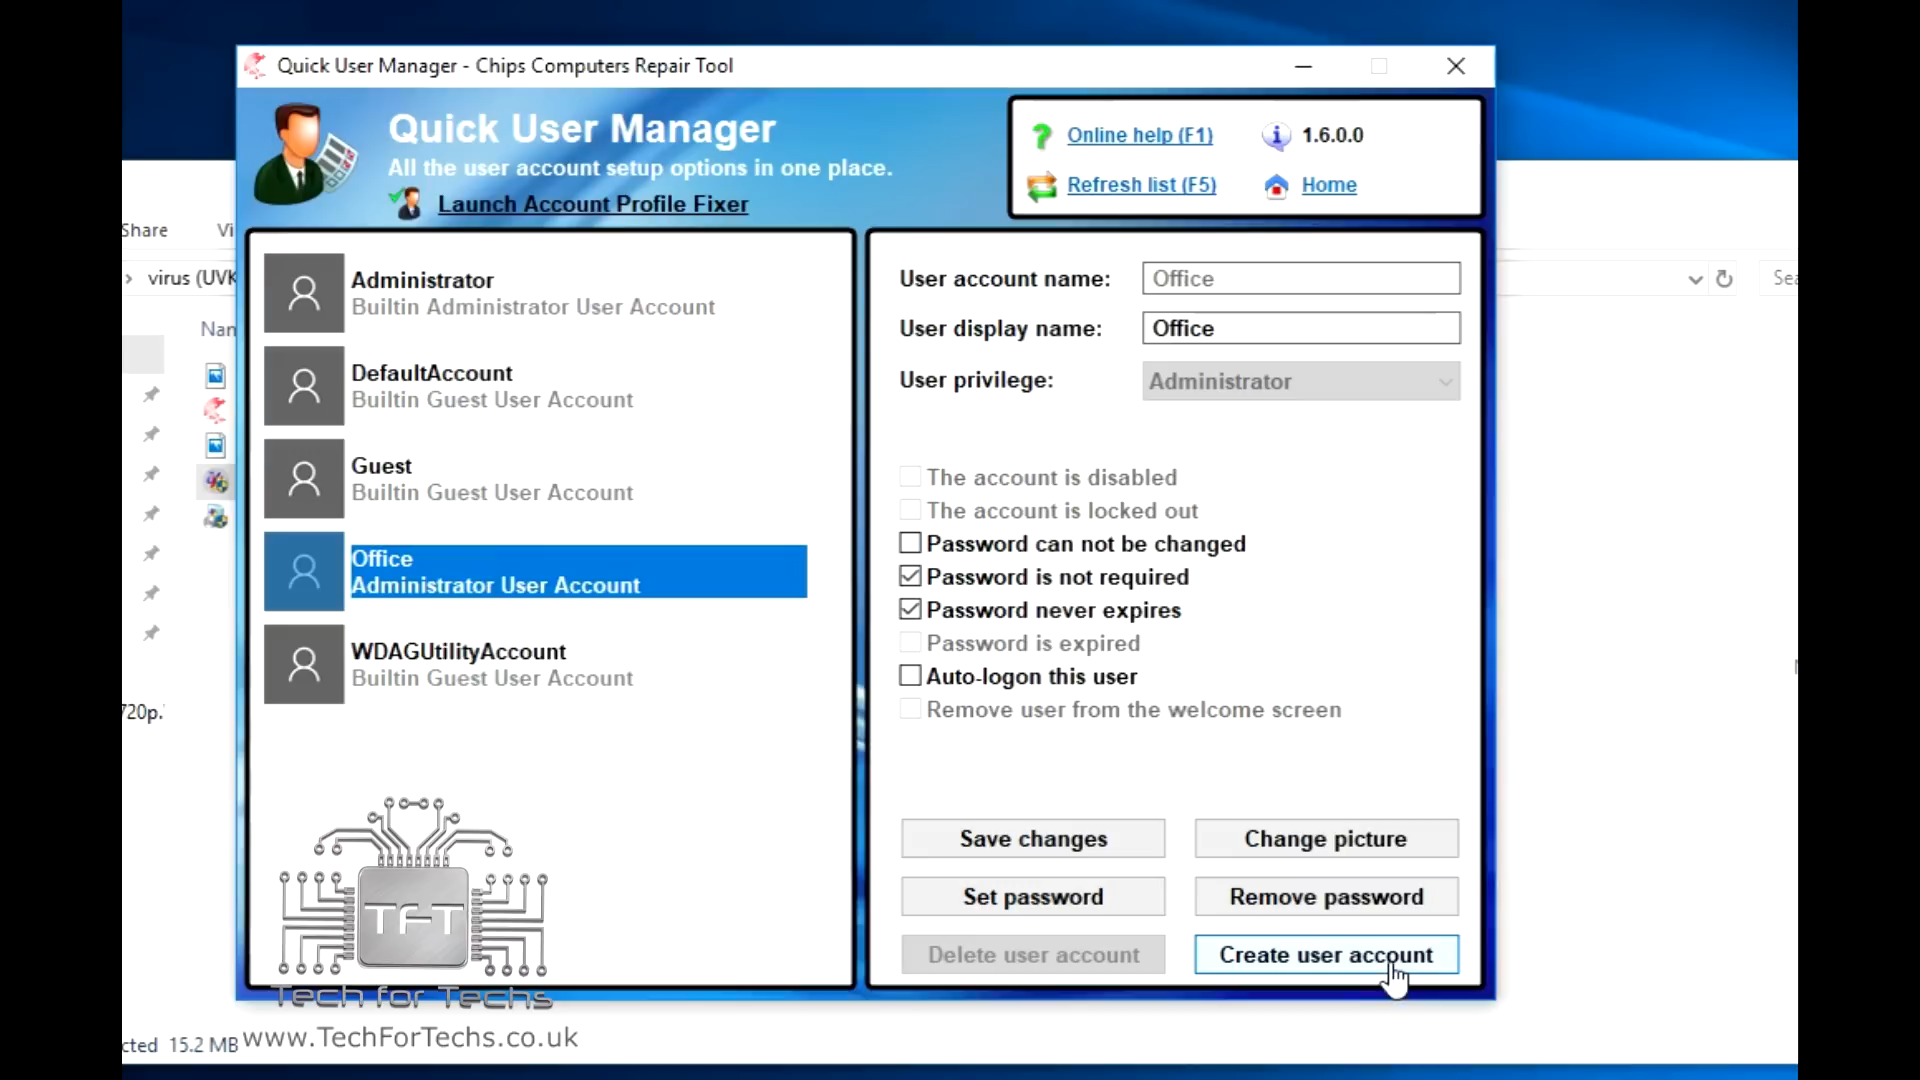 Quick User Manager - Chips Computers Repair Tool
Quick User Manager
All the user account setup options in one place.
Launch Account Profile Fixer
Online help (F1)
1.6.0.0
Refresh list (F5)
Home
Share
Vi
virus (UVK
Nan
Sea
720p.
Administrator
Builtin Administrator User Account
DefaultAccount
Builtin Guest User Account
Guest
Builtin Guest User Account
Office
Administrator User Account
WDAGUtilityAccount
Builtin Guest User Account
User account name: Office
User display name: Office
User privilege: Administrator
The account is disabled
The account is locked out
Password can not be changed
Password is not required
Password never expires
Password is expired
Auto-logon this user
Remove user from the welcome screen
Save changes
Change picture
Set password
Remove password
Delete user account
Create user account
TFT
Tech for Techs
www.TechForTechs.co.uk
cted 15.2 MB